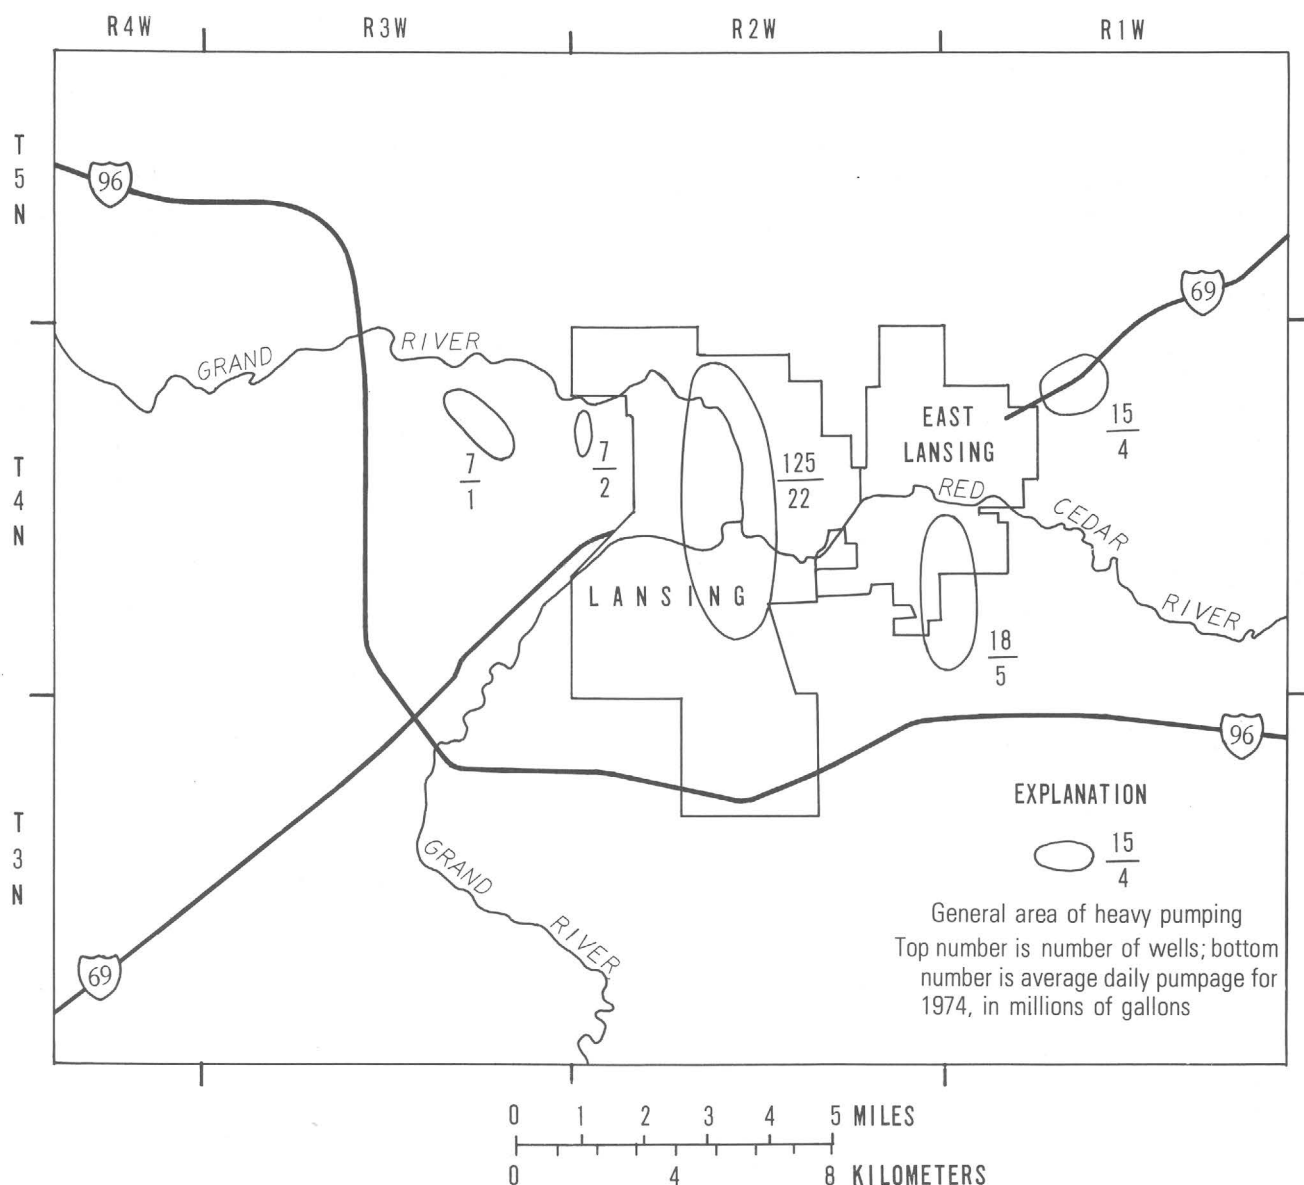 R4W R3W R2W R1W
T
5
N
96
69
GRAND RIVER
EAST
LANSING
15
4
T
4
N
7
1
7
2
125
22
RED CEDAR RIVER
LANSING
18
5
96
T
3
N
EXPLANATION
15
4
GRAND RIVER
General area of heavy pumping
Top number is number of wells; bottom
number is average daily pumpage for
1974, in millions of gallons
69
0 1 2 3 4 5 MILES
0 4 8 KILOMETERS